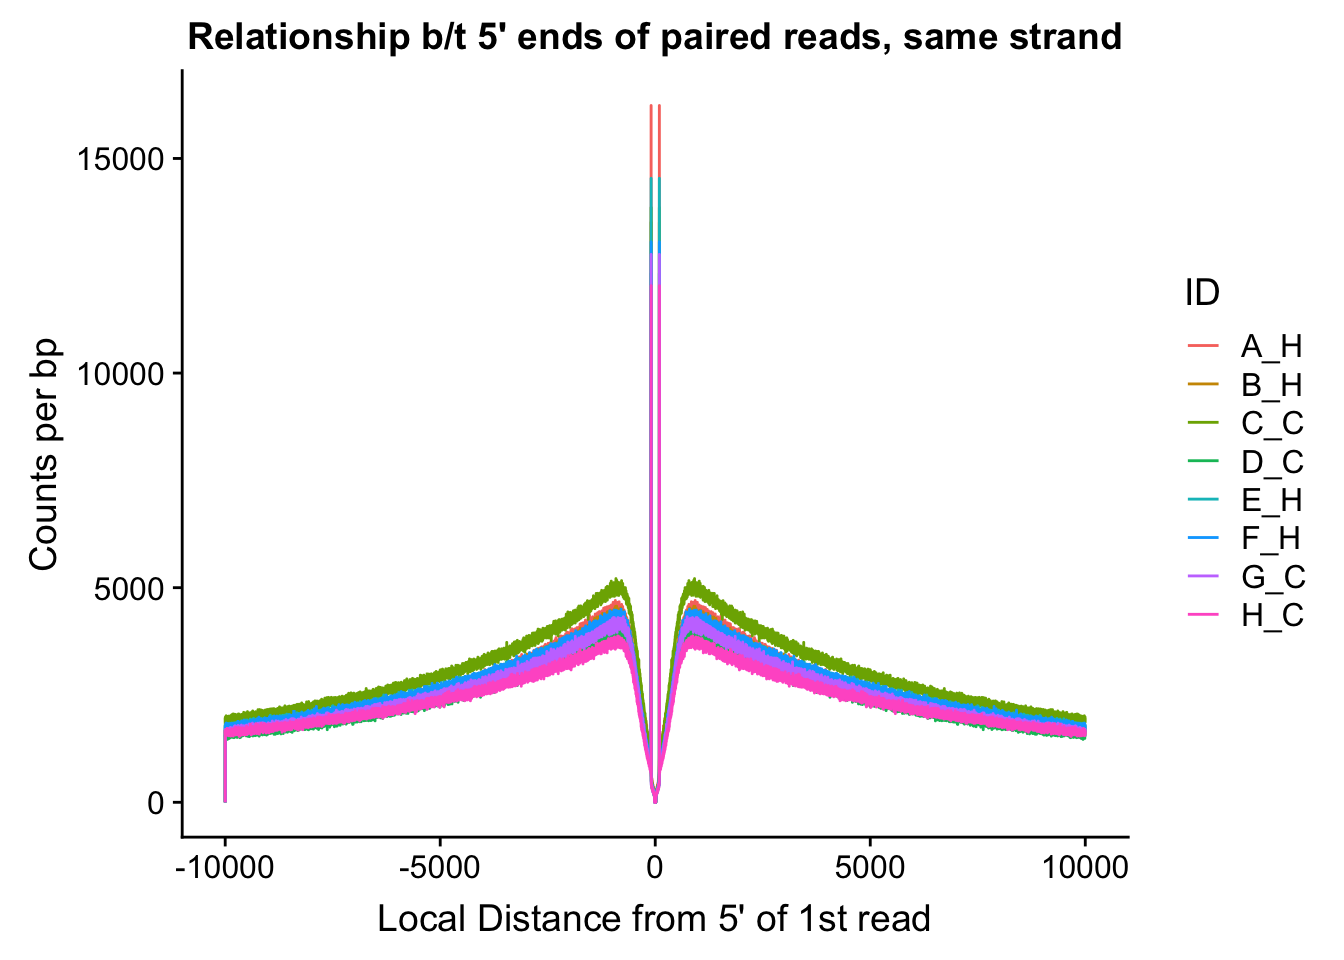 Relationship b/t 5' ends of paired reads, same strand
15000
10000
5000
0
Counts per bp
-10000
-5000
0
5000
10000
Local Distance from 5' of 1st read
ID
A_H
B_H
C_C
D_C
E_H
F_H
G_C
H_C